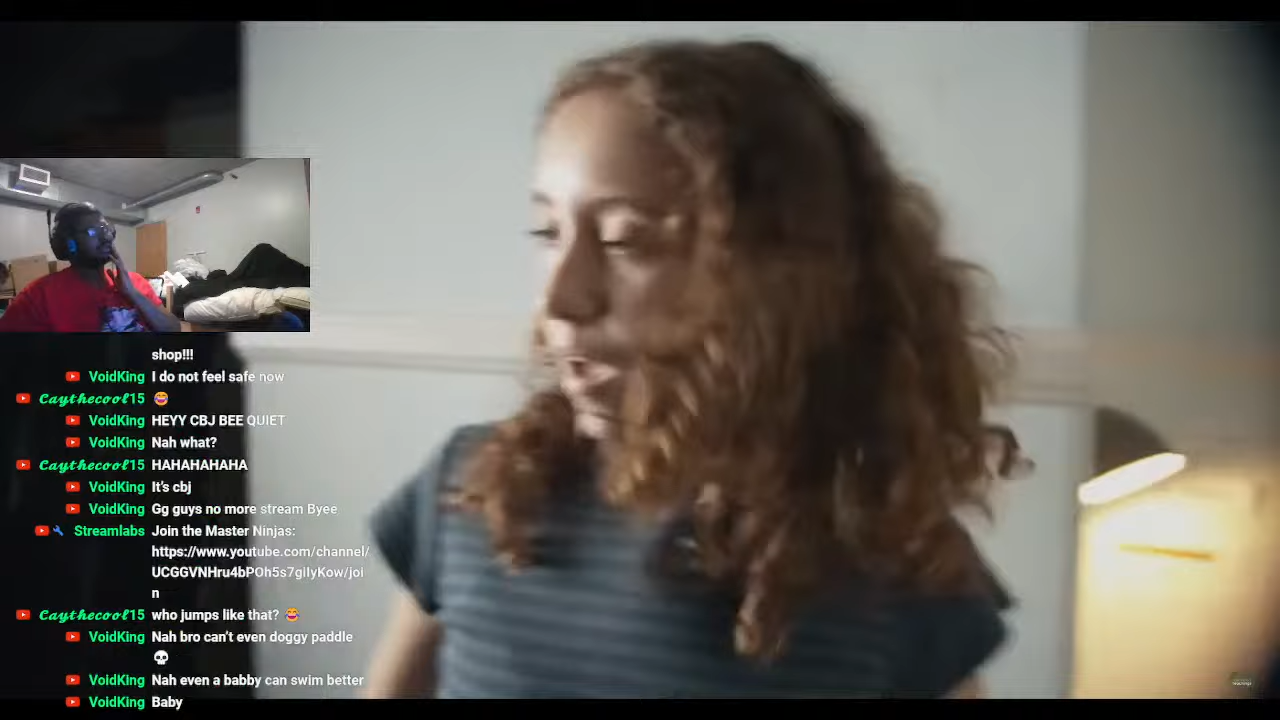 shop!!!
VoidKing I do not feel safe now
Caythecool15 😂
VoidKing HEYY CBJ BEE QUIET
VoidKing Nah what?
Caythecool15 HAHAHAHAHA
VoidKing It's cbj
VoidKing Gg guys no more stream Byee
Streamlabs Join the Master Ninjas:
https://www.youtube.com/channel/
UCGGVNHru4bPOh5s7gilyKow/joi
n
Caythecool15 who jumps like that? 😂
VoidKing Nah bro can't even doggy paddle
💀
VoidKing Nah even a babby can swim better
VoidKing Baby